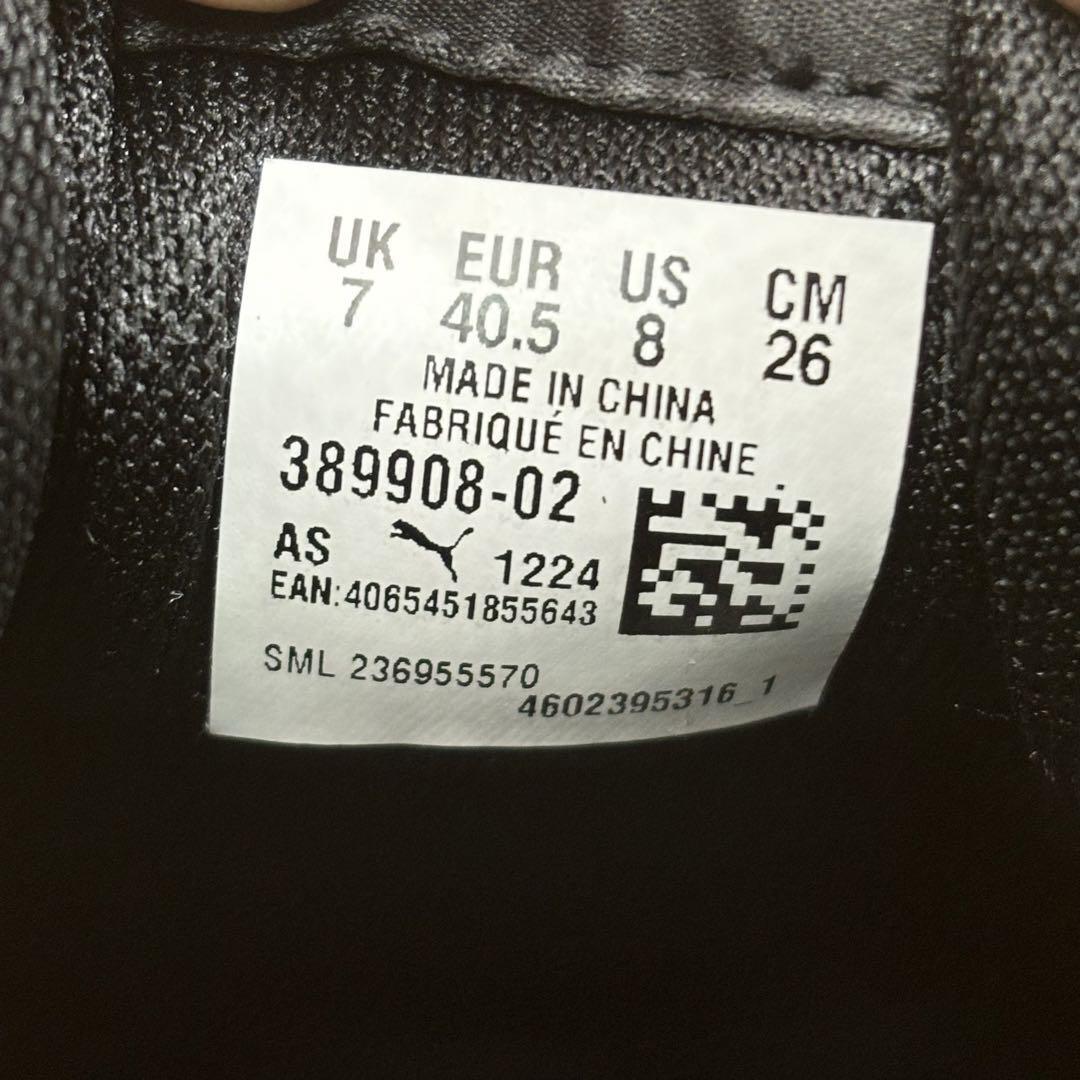 UK EUR US CM
7 40.5 8 26
MADE IN CHINA
FABRIQUÉ EN CHINE
389908-02
AS 1224
EAN:4065451855643
SML 236955570
4602395316_1